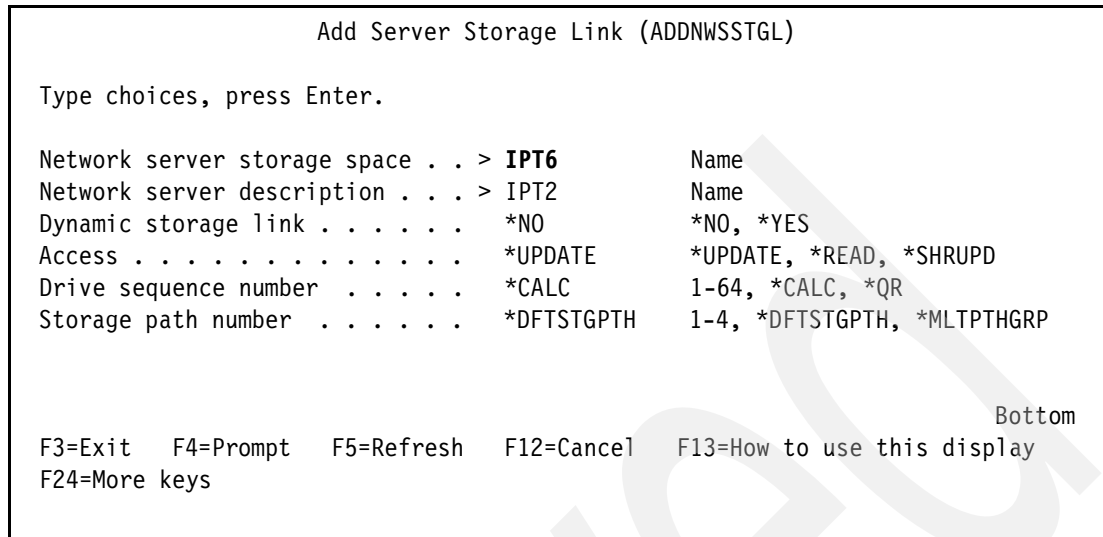 Add Server Storage Link (ADDNWSSTGL)
Type choices, press Enter.
Network server storage space . . > IPT6 Name
Network server description . . . > IPT2 Name
Dynamic storage link . . . . . . *NO *NO, *YES
Access . . . . . . . . . . . . . *UPDATE *UPDATE, *READ, *SHRUPD
Drive sequence number . . . . . *CALC 1-64, *CALC, *QR
Storage path number . . . . . . *DFTSTGPTH 1-4, *DFTSTGPTH, *MLTPTHGRP
Bottom
F3=Exit F4=Prompt F5=Refresh F12=Cancel F13=How to use this display
F24=More keys